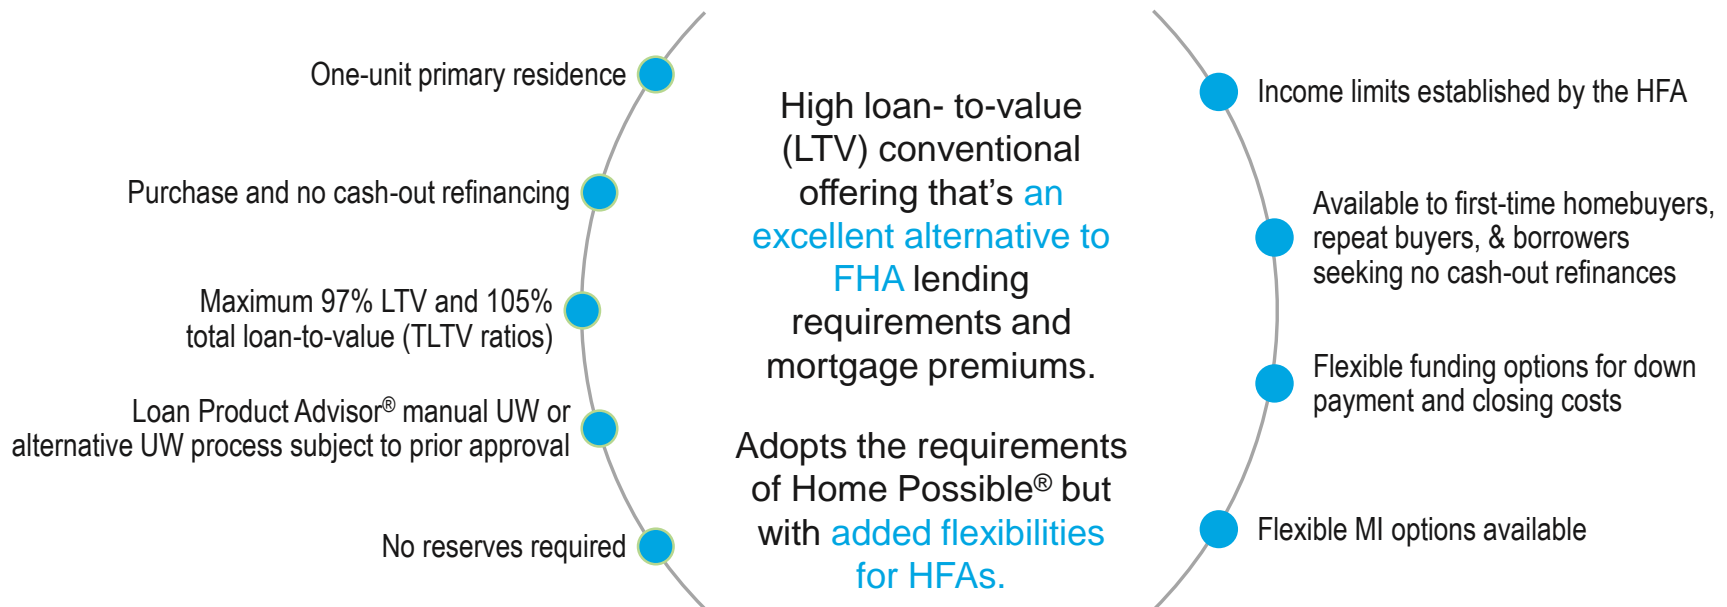 One-unit primary residence
Purchase and no cash-out refinancing
Maximum 97% LTV and 105%
total loan-to-value (TLTV ratios)
Loan Product Advisor® manual UW or
alternative UW process subject to prior approval
No reserves required
High loan- to-value
(LTV) conventional
offering that’s an
excellent alternative to
FHA lending
requirements and
mortgage premiums.
Adopts the requirements
of Home Possible® but
with added flexibilities
for HFAs.
Income limits established by the HFA
Available to first-time homebuyers,
repeat buyers, & borrowers
seeking no cash-out refinances
Flexible funding options for down
payment and closing costs
Flexible MI options available